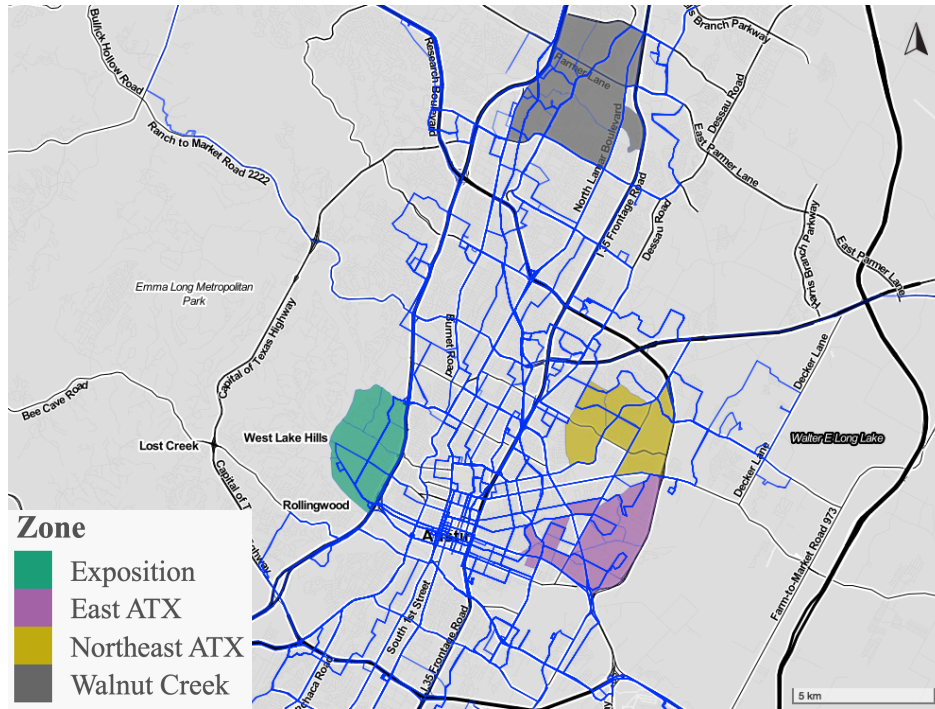 Bullick Hollow Road
Research Boulevard
Parmer Lane
Branch Parkway
Dessau Road
Ranch to Market Road 2222
North Lamar Boulevard
East Parmer Lane
I 35 Frontage Road
Dessau Road
Harris Branch Parkway
East Parmer Lane
Emma Long Metropolitan
Park
Capital of Texas Highway
Burnet Road
Decker Lane
Bee Cave Road
Lost Creek
West Lake Hills
Walter E Long Lake
Decker Lane
Capital of T
Rollingwood
Farm-to-Market Road 973
Zone
Exposition
East ATX
Northeast ATX
Walnut Creek
South 1st Street
I 35 Frontage Road
5 km